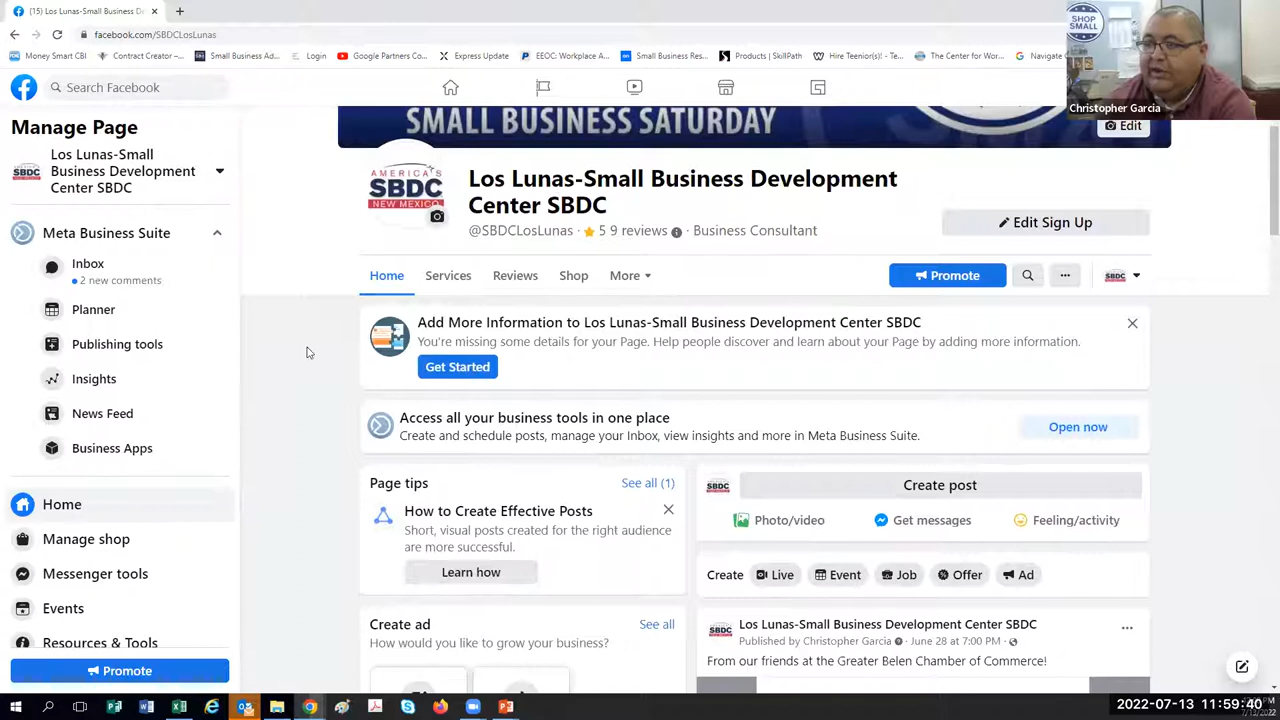 (15) Los Lunas-Small Business D
facebook.com/SBDCLosLunas
Money Smart CBI
Contract Creator –...
Small Business Ad...
Login
Google Partners Co...
Express Update
EEOC: Workplace A...
Small Business Res...
Products | SkillPath
Hire Teenior(s)! - Te...
The Center for Wor...
Navigate
SHOP SMALL
Christopher Garcia
Search Facebook
Manage Page
Los Lunas-Small
Business Development
Center SBDC
Meta Business Suite
Inbox
2 new comments
Planner
Publishing tools
Insights
News Feed
Business Apps
Home
Manage shop
Messenger tools
Events
Resources & Tools
Promote
SMALL BUSINESS SATURDAY
Edit
AMERICA'S
SBDC
NEW MEXICO
Los Lunas-Small Business Development
Center SBDC
@SBDCLosLunas · 5 9 reviews · Business Consultant
Edit Sign Up
Home
Services
Reviews
Shop
More
Promote
Add More Information to Los Lunas-Small Business Development Center SBDC
You're missing some details for your Page. Help people discover and learn about your Page by adding more information.
Get Started
Access all your business tools in one place
Create and schedule posts, manage your Inbox, view insights and more in Meta Business Suite.
Open now
Page tips
See all (1)
How to Create Effective Posts
Short, visual posts created for the right audience
are more successful.
Learn how
Create ad
See all
How would you like to grow your business?
Create post
Photo/video
Get messages
Feeling/activity
Create
Live
Event
Job
Offer
Ad
Los Lunas-Small Business Development Center SBDC
Published by Christopher Garcia · June 28 at 7:00 PM ·
From our friends at the Greater Belen Chamber of Commerce!
2022-07-13 11:59:40